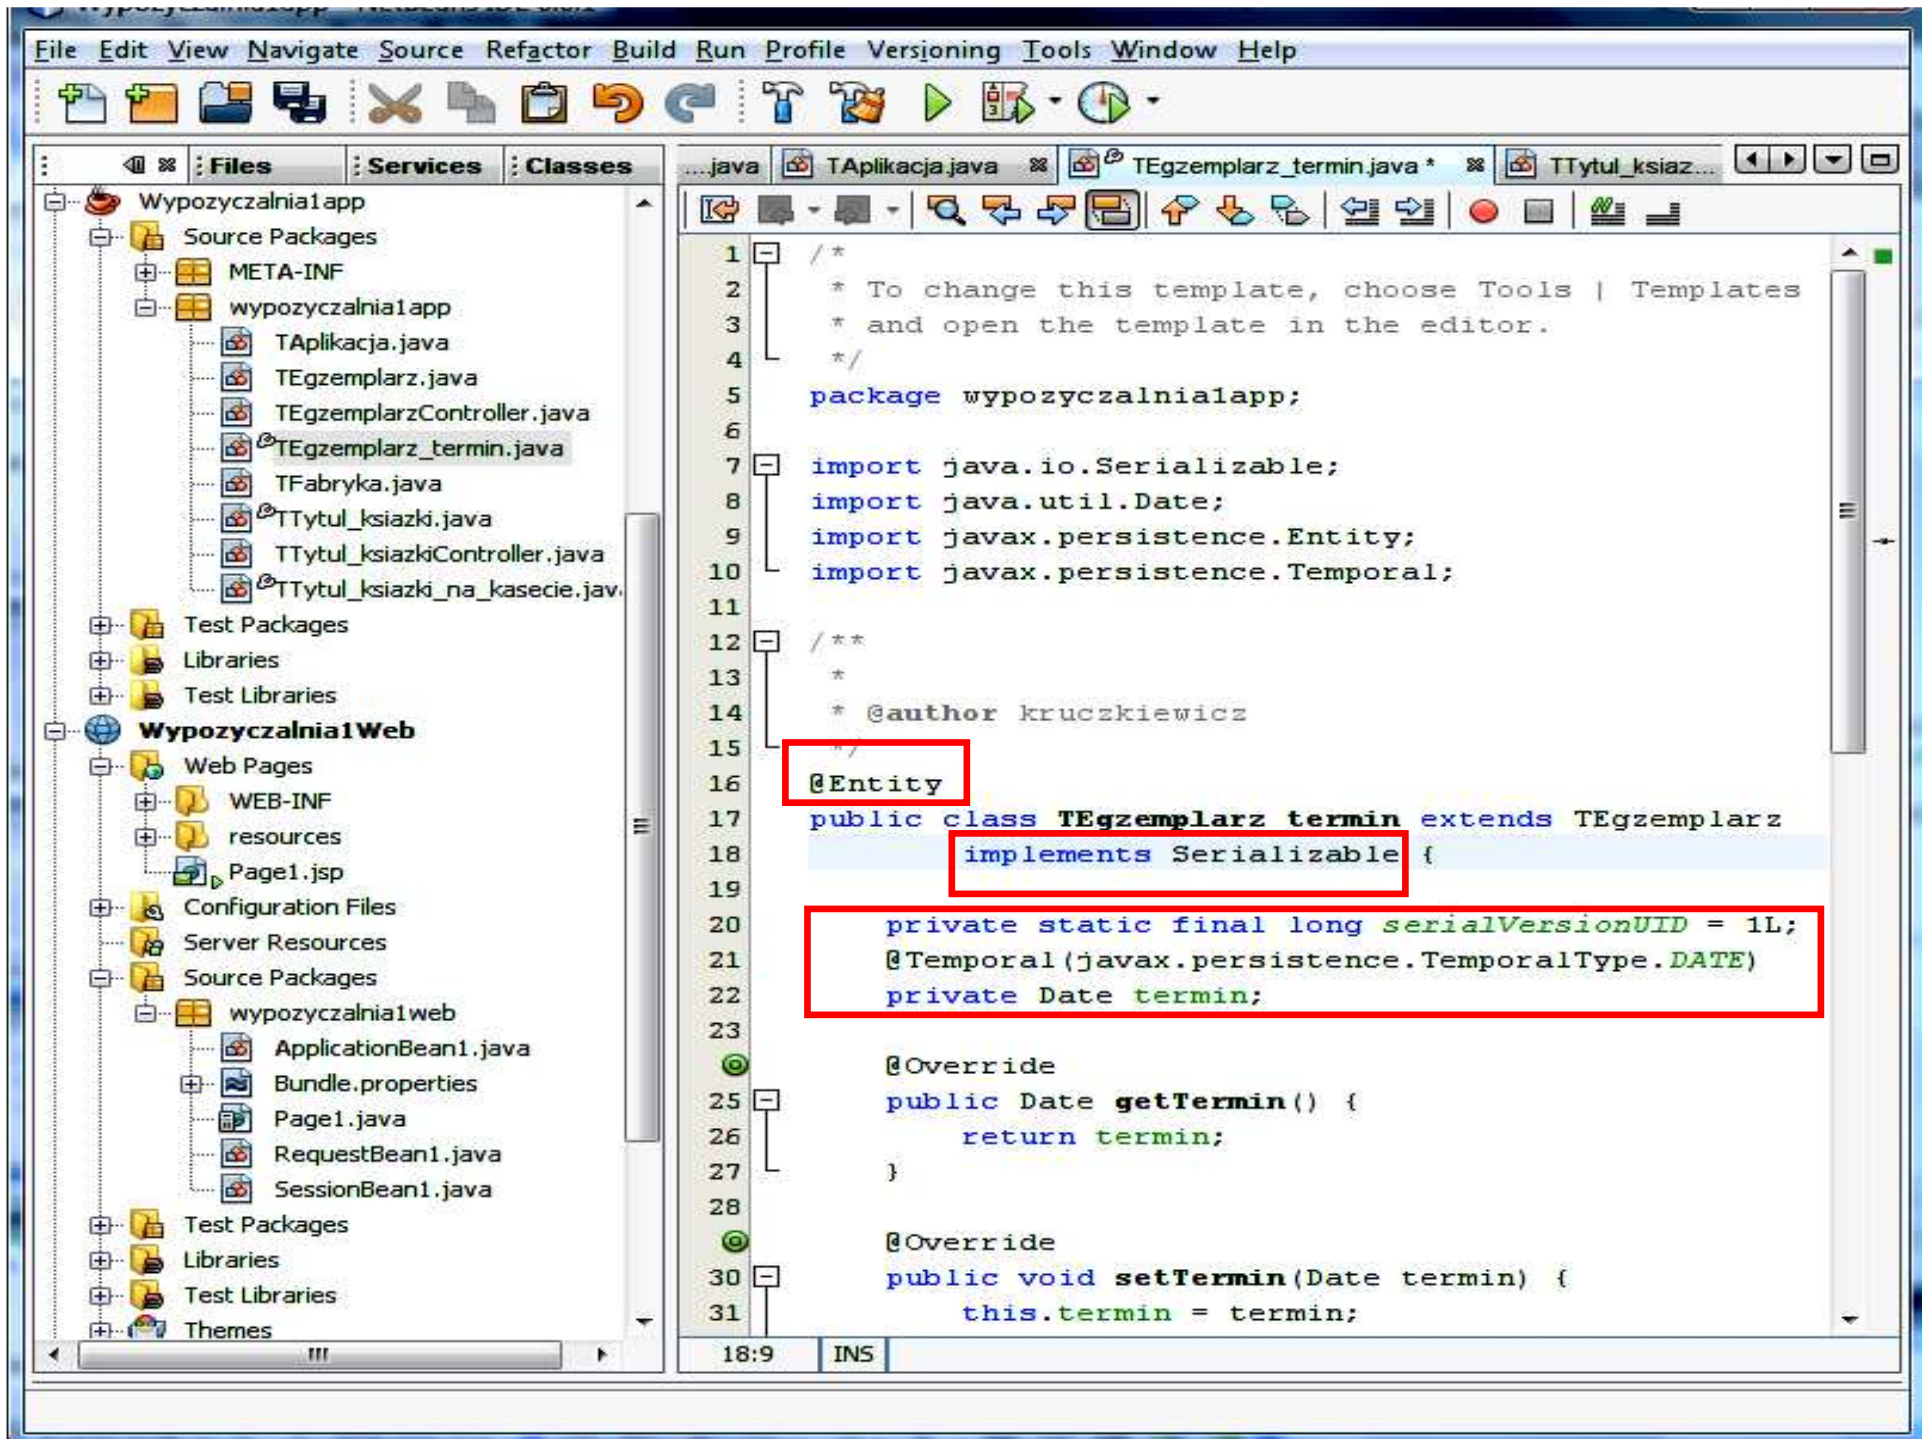 Wypozyczalnia1app - NetBeans IDE 6.0.1
File Edit View Navigate Source Refactor Build Run Profile Versioning Tools Window Help
Files Services Classes
Wypozyczalnia1app
Source Packages
META-INF
wypozyczalnia1app
TAplikacja.java
TEgzemplarz.java
TEgzemplarzController.java
TEgzemplarz_termin.java
TFabryka.java
TTytul_ksiazki.java
TTytul_ksiazkiController.java
TTytul_ksiazki_na_kasecie.jav
Test Packages
Libraries
Test Libraries
Wypozyczalnia1Web
Web Pages
WEB-INF
resources
Page1.jsp
Configuration Files
Server Resources
Source Packages
wypozyczalnia1web
ApplicationBean1.java
Bundle.properties
Page1.java
RequestBean1.java
SessionBean1.java
Test Packages
Libraries
Test Libraries
Themes
....java TAplikacja.java TEgzemplarz_termin.java * TTytul_ksiaz...
1 /*
2 * To change this template, choose Tools | Templates
3 * and open the template in the editor.
4 */
5 package wypozyczalnia1app;
6
7 import java.io.Serializable;
8 import java.util.Date;
9 import javax.persistence.Entity;
10 import javax.persistence.Temporal;
11
12 /**
13 *
14 * @author kruczkiewicz
15 */
16 @Entity
17 public class TEgzemplarz_termin extends TEgzemplarz
18 implements Serializable {
19
20 private static final long serialVersionUID = 1L;
21 @Temporal(javax.persistence.TemporalType.DATE)
22 private Date termin;
23
@Override
25 public Date getTermin() {
26 return termin;
27 }
28
@Override
30 public void setTermin(Date termin) {
31 this.termin = termin;
18:9 INS